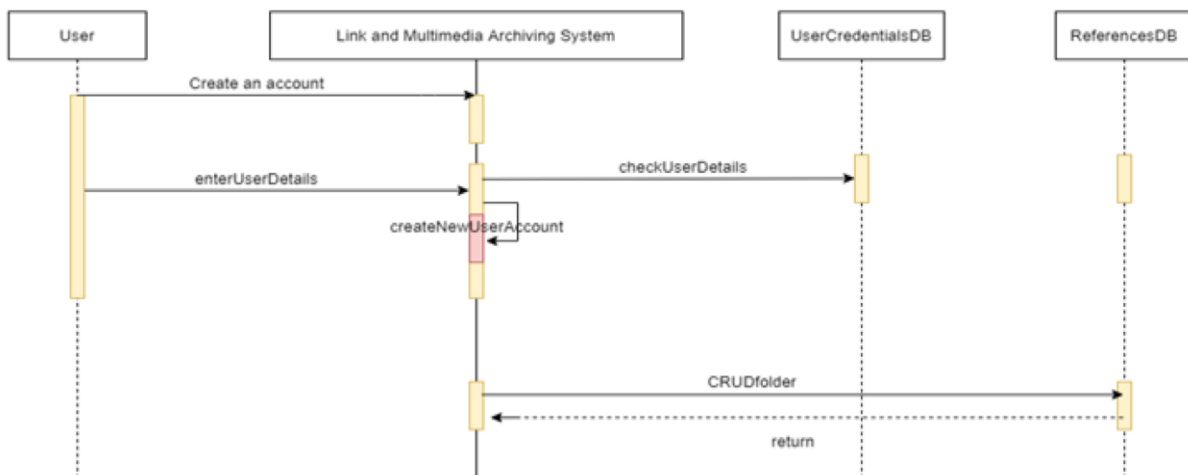 User
Link and Multimedia Archiving System
UserCredentialsDB
ReferencesDB
Create an account
checkUserDetails
enterUserDetails
createNewUserAccount
CRUDfolder
return